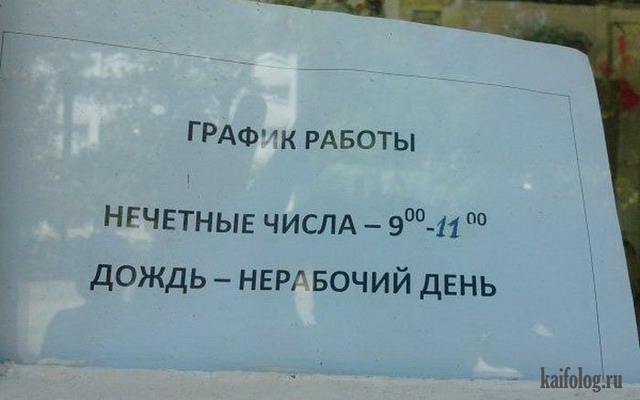 ГРАФИК РАБОТЫ
НЕЧЕТНЫЕ ЧИСЛА – 9⁰⁰-11⁰⁰
ДОЖДЬ – НЕРАБОЧИЙ ДЕНЬ
kaifolog.ru